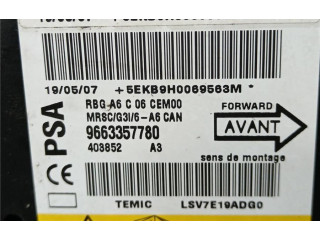 19/05/07 +5EKB9H0069563M*
PSA
RBG-A6 C 06 CEM00
MRSC/G3I/6-A6 CAN
9663357780
403852 A3
FORWARD
AVANT
sens de montage
TEMIC LSV7E19ADG0